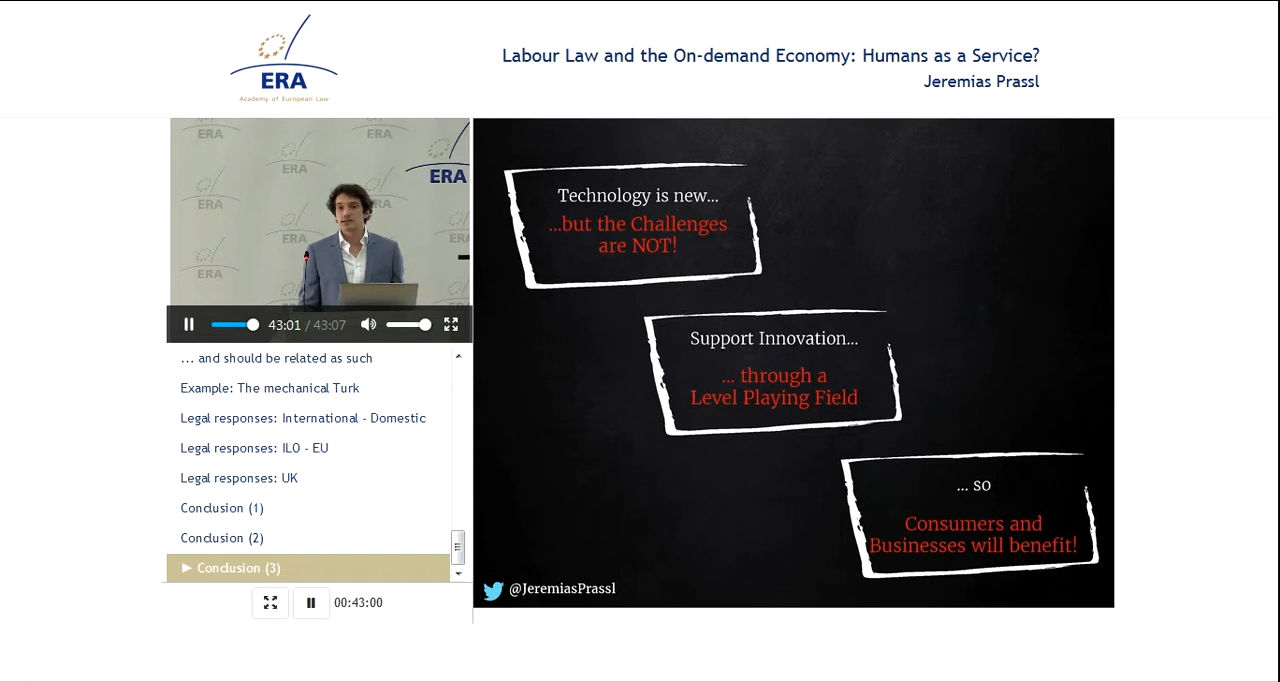 ERA
Academy of European Law
Labour Law and the On-demand Economy: Humans as a Service?
Jeremias Prassl
ERA
ERA
ERA
ERA
ERA
ERA
ERA
ERA
ERA
43:01 / 43:07
... and should be related as such
Example: The mechanical Turk
Legal responses: International - Domestic
Legal responses: ILO - EU
Legal responses: UK
Conclusion (1)
Conclusion (2)
► Conclusion (3)
00:43:00
Technology is new...
...but the Challenges
are NOT!
Support Innovation...
... through a
Level Playing Field
... so
Consumers and
Businesses will benefit!
@JeremiasPrassl